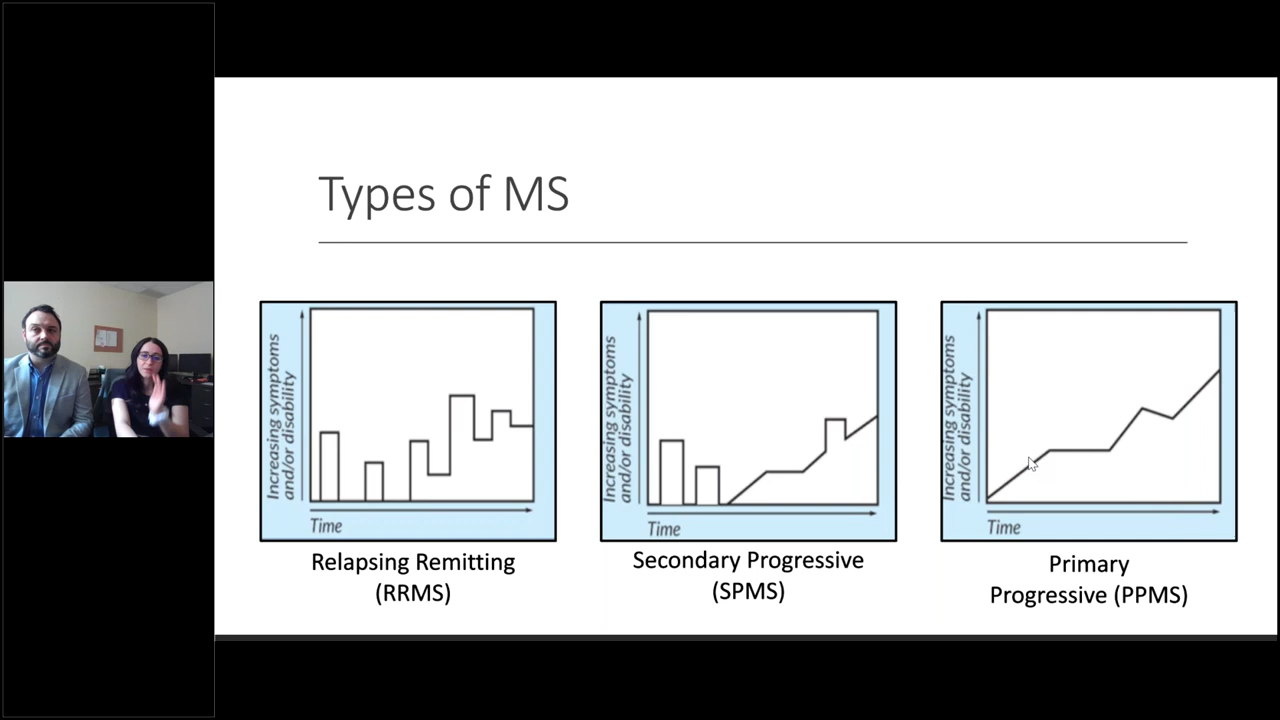 Types of MS
Increasing symptoms
and/or disability
Time
Relapsing Remitting
(RRMS)
Increasing symptoms
and/or disability
Time
Secondary Progressive
(SPMS)
Increasing symptoms
and/or disability
Time
Primary
Progressive (PPMS)